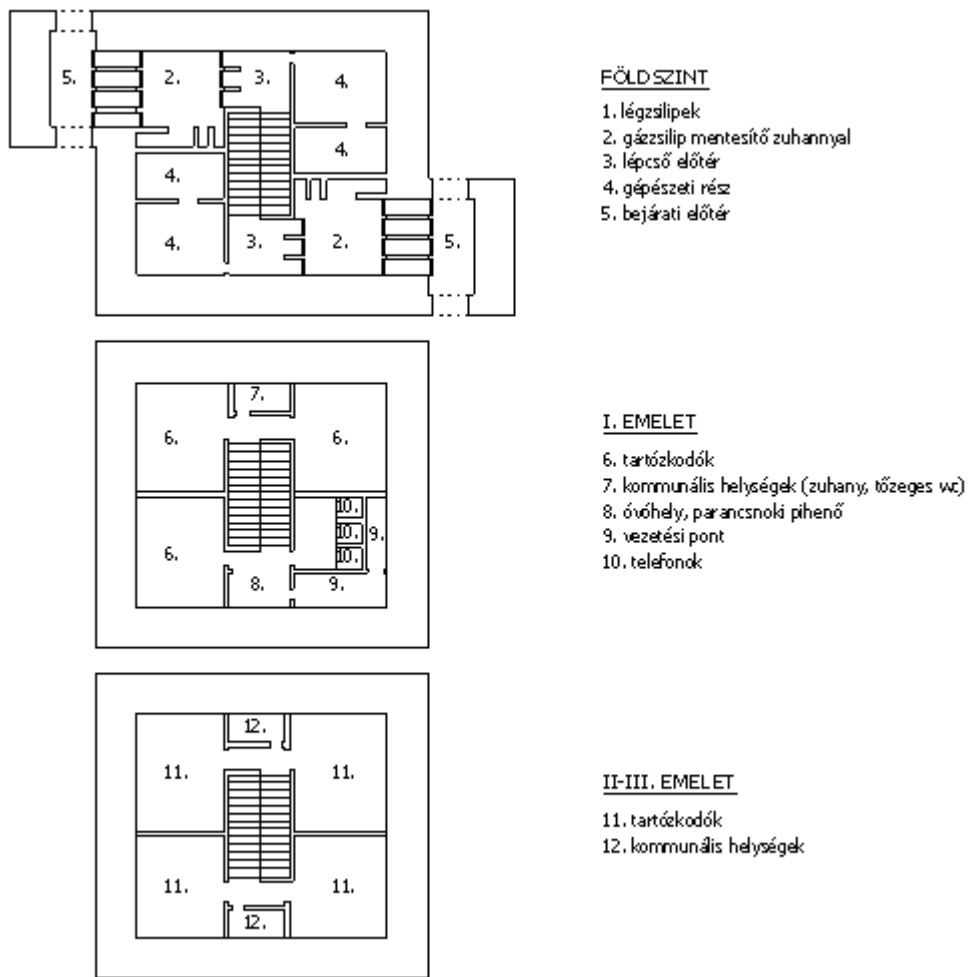 5.
2.
3.
4.
4.
4.
4.
3.
2.
5.
FÖLDSZINT
1. légzsilipek
2. gázzsilip mentesítő zuhannyal
3. lépcső előtér
4. gépészeti rész
5. bejárati előtér
7.
6.
6.
6.
10.
10.
10.
9.
8.
9.
I. EMELET
6. tartózkodók
7. kommunális helységek (zuhany, tőzeges wc)
8. óvóhely, parancsnoki pihenő
9. vezetési pont
10. telefonok
12.
11.
11.
11.
11.
12.
II-III. EMELET
11. tartózkodók
12. kommunális helységek